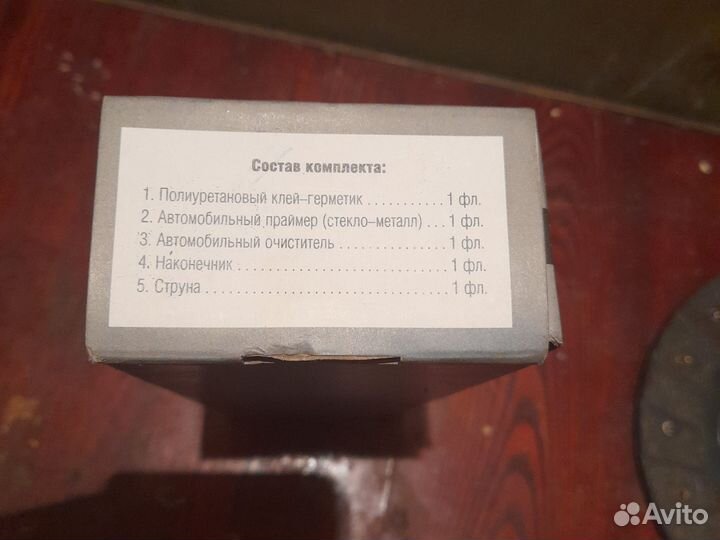 Состав комплекта:
1. Полиуретановый клей–герметик ........... 1 фл.
2. Автомобильный праймер (стекло–металл) ... 1 фл.
3. Автомобильный очиститель ............... 1 фл.
4. Наконечник ............................. 1 фл.
5. Струна ................................. 1 фл.
Avito